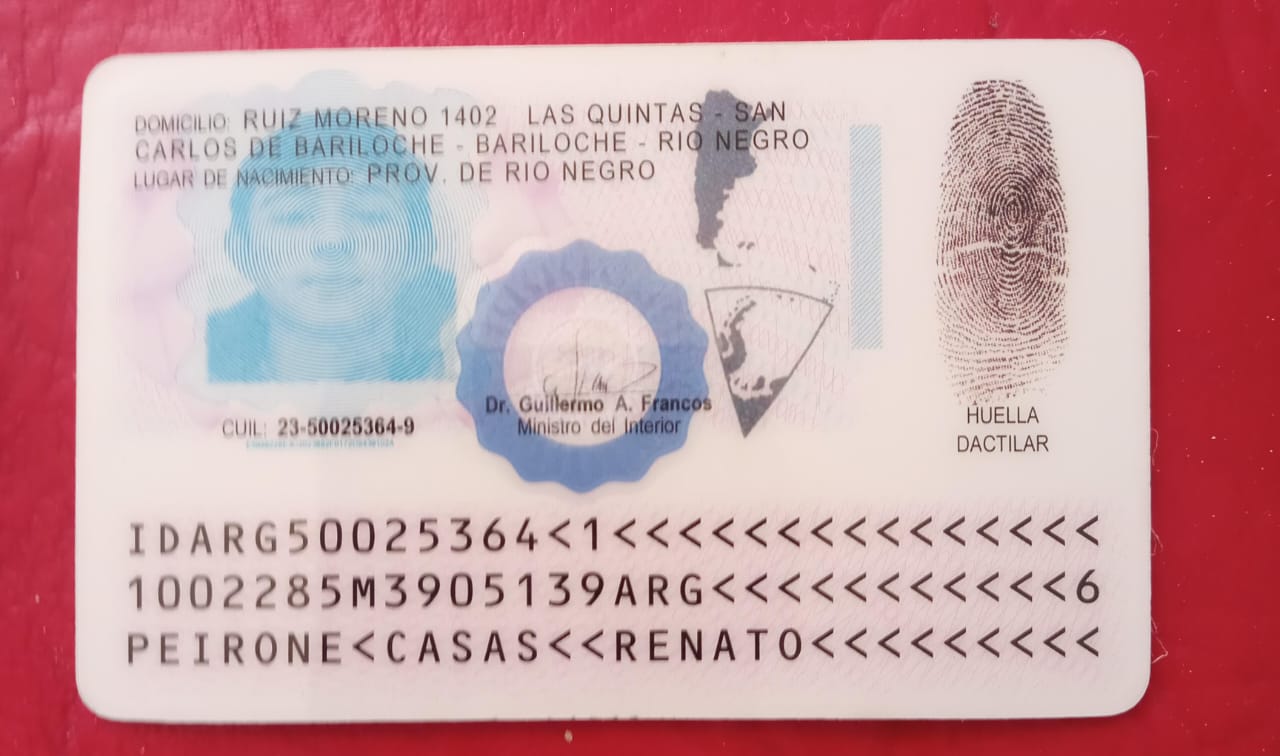 DOMICILIO: RUIZ MORENO 1402 LAS QUINTAS - SAN
CARLOS DE BARILOCHE - BARILOCHE - RIO NEGRO
LUGAR DE NACIMIENTO: PROV. DE RIO NEGRO
Dr. Guillermo A. Francos
Ministro del Interior
CUIL: 23-50025364-9
HUELLA
DACTILAR
IDARG50025364<1<<<<<<<<<<<<<<<
1002285M3905139ARG<<<<<<<<<<<6
PEIRONE<CASAS<<RENATO<<<<<<<<<